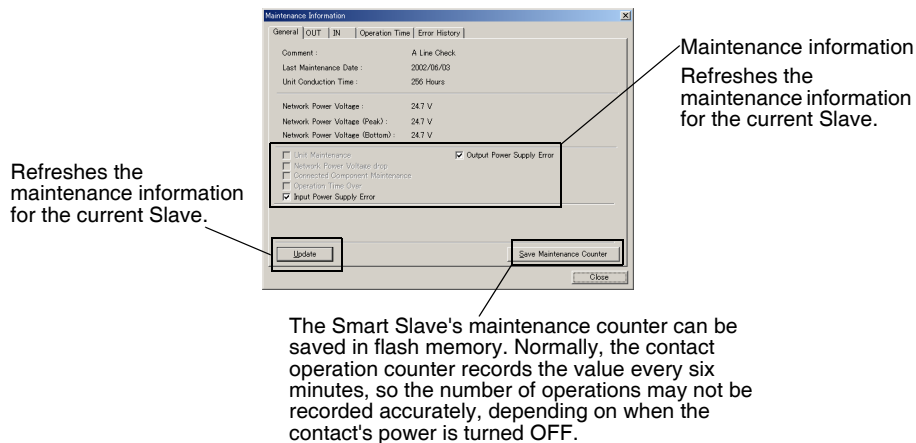 Maintenance Information
General OUT IN Operation Time Error History
Comment : A Line Check
Last Maintenance Date : 2002/06/03
Unit Conduction Time : 256 Hours
Network Power Voltage : 24.7 V
Network Power Voltage (Peak) : 24.7 V
Network Power Voltage (Bottom) : 24.7 V
Unit Maintenance Output Power Supply Error
Network Power Voltage drop
Connected Component Maintenance
Operation Time Over
Input Power Supply Error
Update Save Maintenance Counter
Close
Maintenance information
Refreshes the
maintenance information
for the current Slave.
Refreshes the
maintenance information
for the current Slave.
The Smart Slave's maintenance counter can be
saved in flash memory. Normally, the contact
operation counter records the value every six
minutes, so the number of operations may not be
recorded accurately, depending on when the
contact's power is turned OFF.